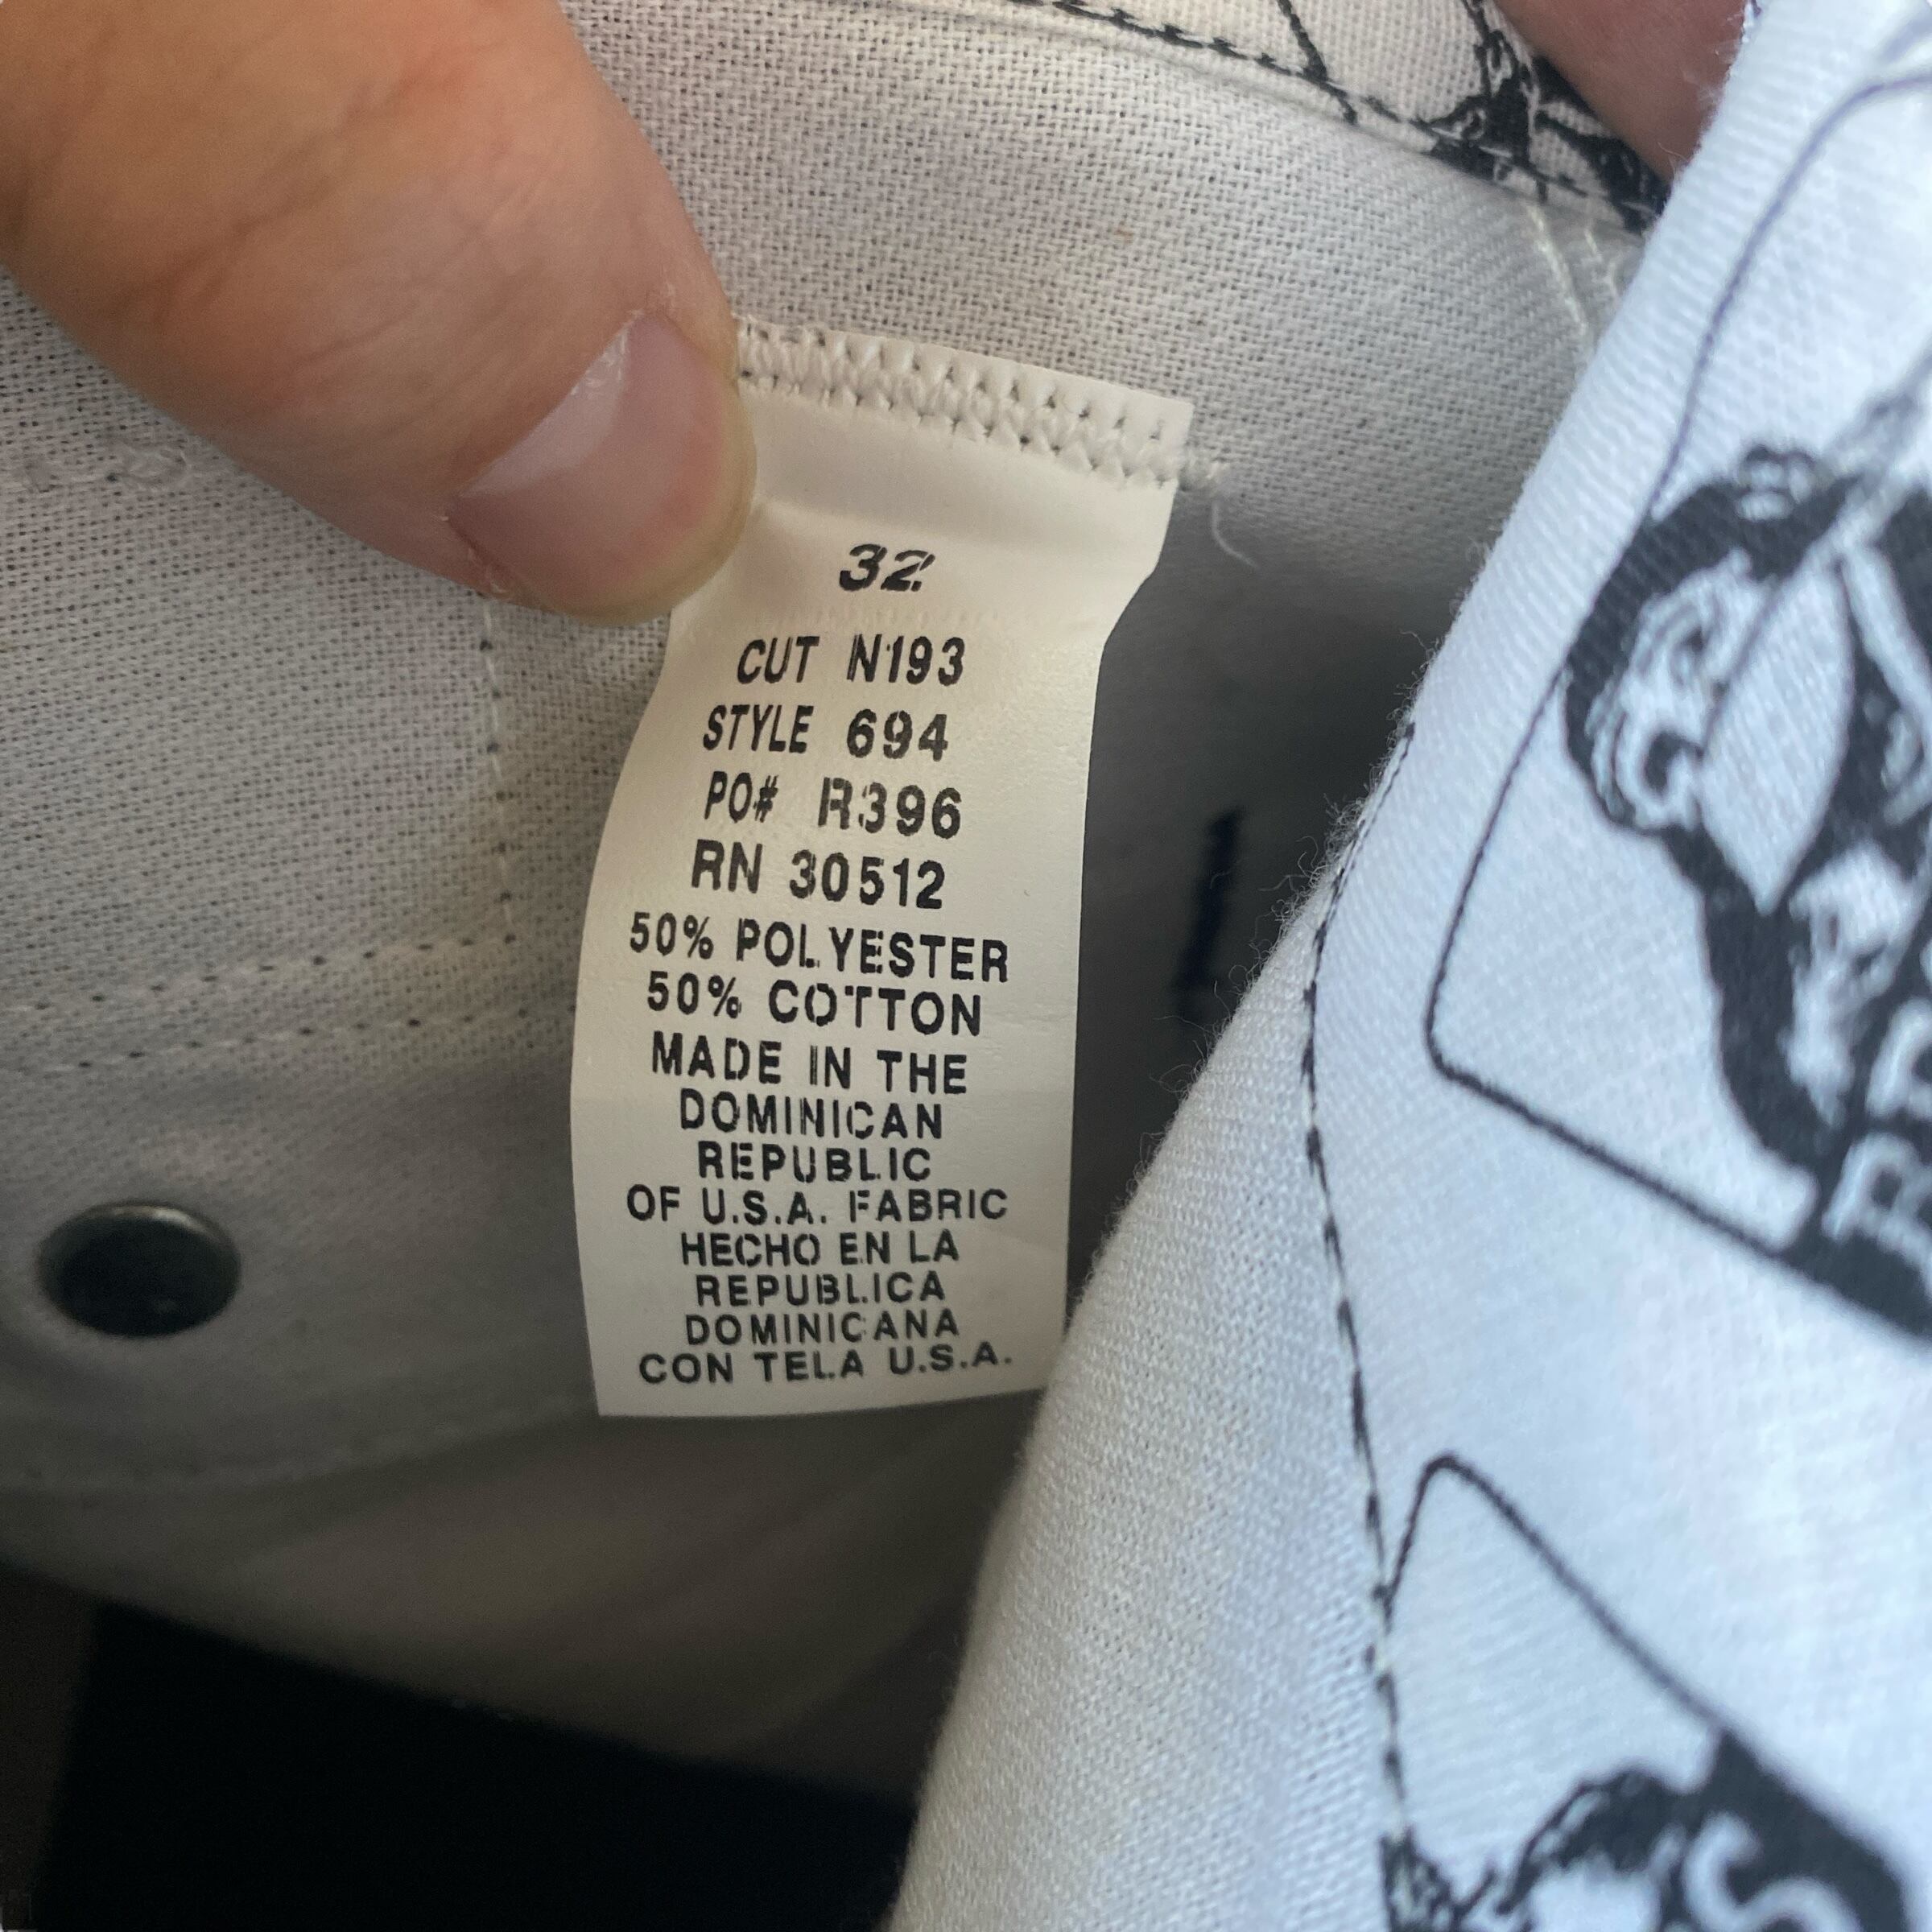 32
CUT N193
STYLE 694
PO# R396
RN 30512
50% POLYESTER
50% COTTON
MADE IN THE
DOMINICAN
REPUBLIC
OF U.S.A. FABRIC
HECHO EN LA
REPUBLICA
DOMINICANA
CON TELA U.S.A.